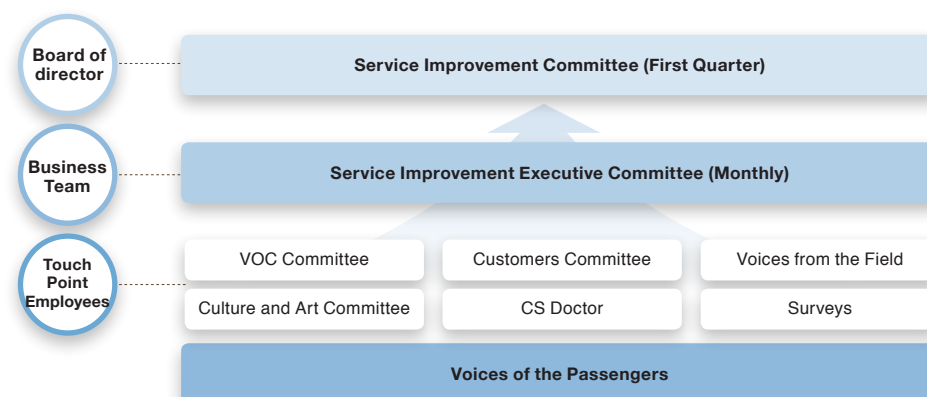 Board of
director
Service Improvement Committee (First Quarter)
Business
Team
Service Improvement Executive Committee (Monthly)
Touch
Point
Employees
VOC Committee
Customers Committee
Voices from the Field
Culture and Art Committee
CS Doctor
Surveys
Voices of the Passengers